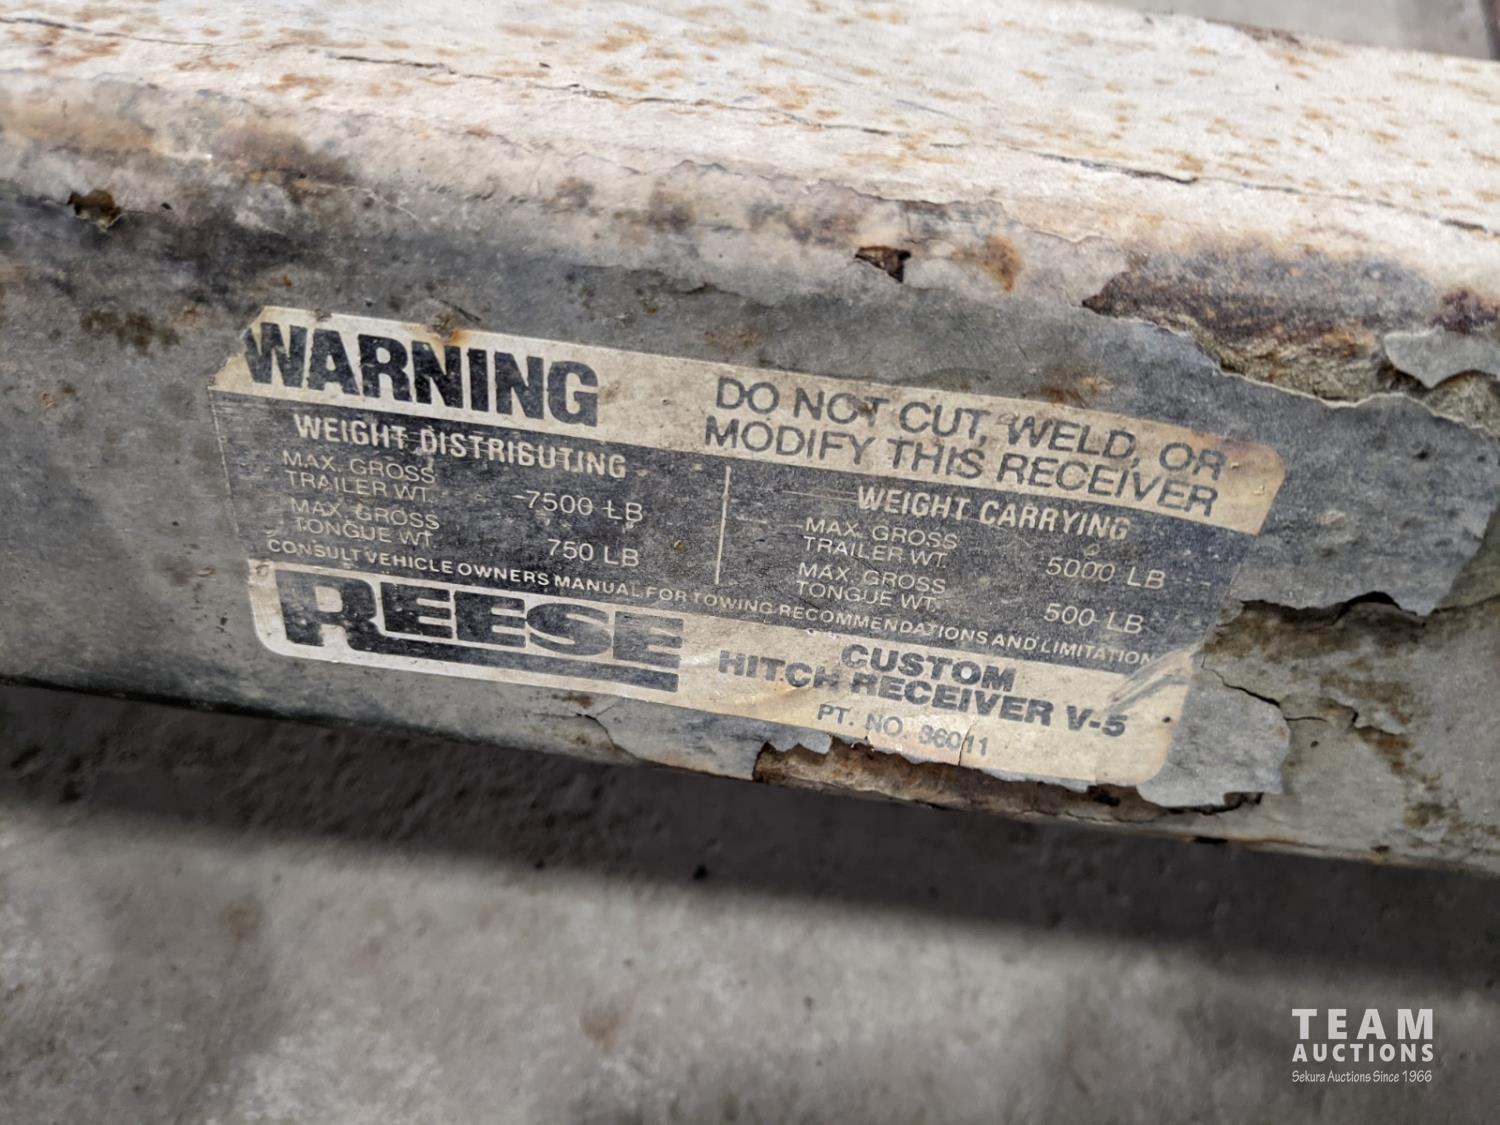 WARNING
DO NOT CUT, WELD, OR
MODIFY THIS RECEIVER
WEIGHT DISTRIBUTING
MAX. GROSS
TRAILER WT. 7500 LB
MAX. GROSS
TONGUE WT. 750 LB
WEIGHT CARRYING
MAX. GROSS
TRAILER WT. 5000 LB
MAX. GROSS
TONGUE WT. 500 LB
CONSULT VEHICLE OWNERS MANUAL FOR TOWING RECOMMENDATIONS AND LIMITATION
REESE
CUSTOM
HITCH RECEIVER V-5
PT. NO. 36011
TEAM
AUCTIONS
Sekura Auctions Since 1966